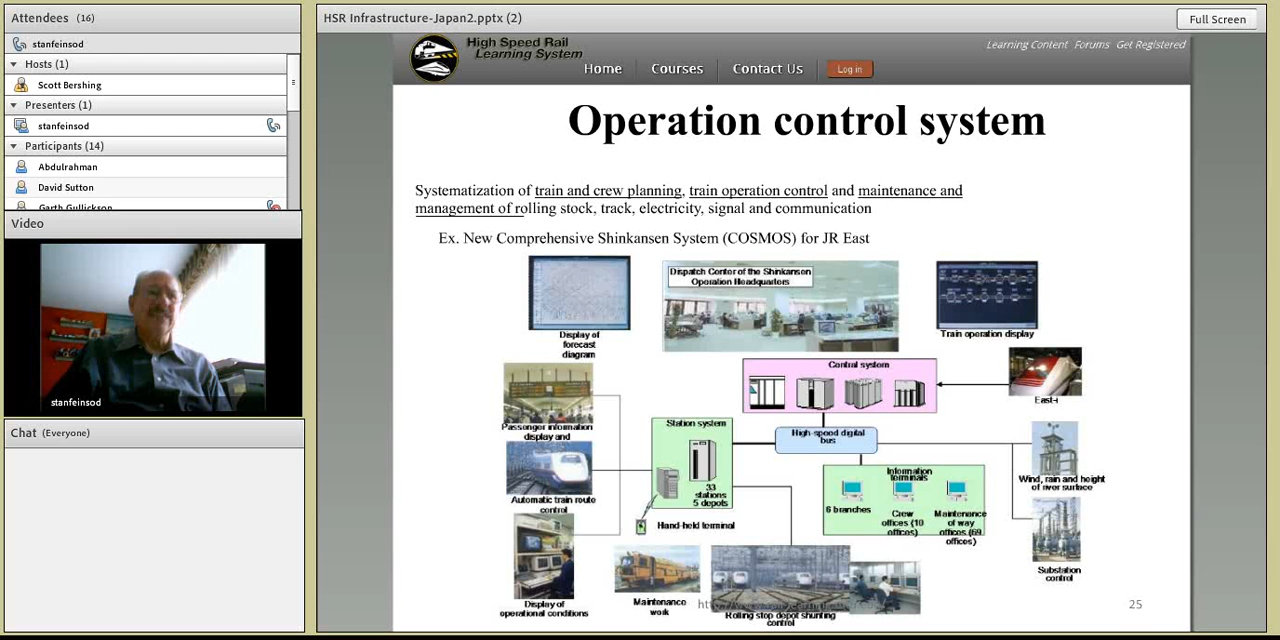 Attendees (16)
stanfeinsod
Hosts (1)
Scott Bershing
Presenters (1)
stanfeinsod
Participants (14)
Abdulrahman
David Sutton
Garth Gullickson
Video
stanfeinsod
Chat (Everyone)
HSR Infrastructure-Japan2.pptx (2)
Full Screen
High Speed Rail
Learning System
Learning Content Forums Get Registered
Home Courses Contact Us Log in
Operation control system
Systematization of train and crew planning, train operation control and maintenance and
management of rolling stock, track, electricity, signal and communication
Ex. New Comprehensive Shinkansen System (COSMOS) for JR East
Display of
forecast
diagram
Dispatch Center of the Shinkansen
Operation Headquarters
Train operation display
Control system
East-i
Passenger information
display and
Station system
33
stations
5 depots
High-speed digital
bus
Automatic train route
control
Information
terminals
6 branches
Crew
offices (10
offices)
Maintenance
of way
offices (69
offices)
Wind, rain and height
of river surface
Hand-held terminal
Substation
control
Display of
operational conditions
Maintenance
work
Rolling stop depot shunting
control
25